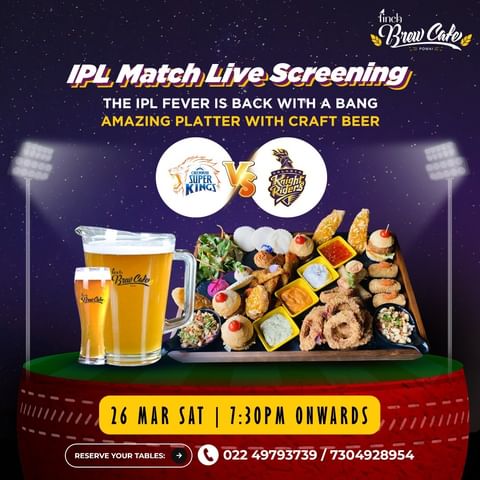 finch
Brew Cafe
POWAI
IPL Match Live Screening
THE IPL FEVER IS BACK WITH A BANG
AMAZING PLATTER WITH CRAFT BEER
CHENNAI
SUPER
KINGS
VS
KOLKATA
Knight
Riders
finch
Brew Cafe
finch
Brew Cafe
26 MAR SAT | 7:30PM ONWARDS
RESERVE YOUR TABLES:
022 49793739 / 7304928954